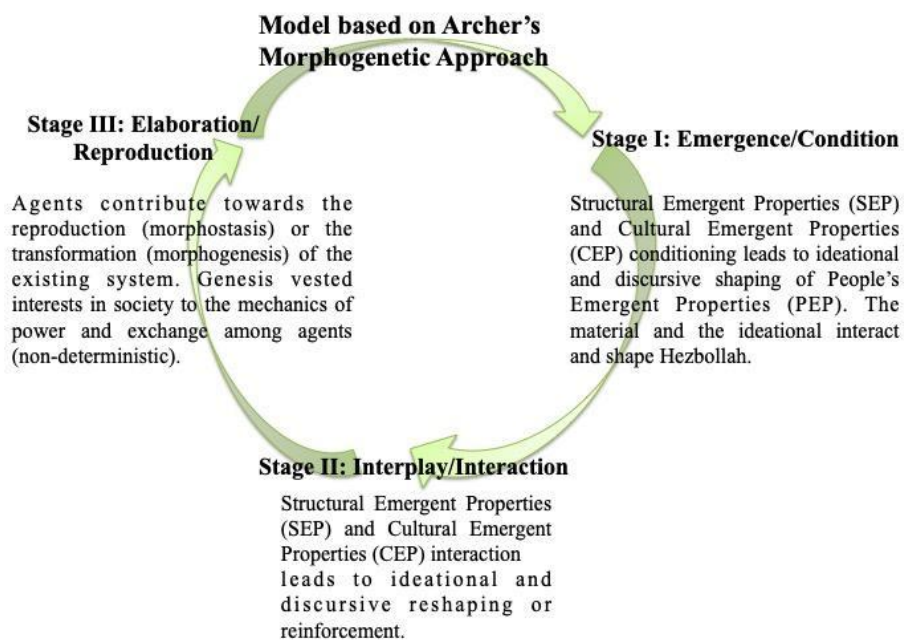 Model based on Archer's
Morphogenetic Approach
Stage I: Emergence/Condition
Structural Emergent Properties (SEP)
and Cultural Emergent Properties
(CEP) conditioning leads to ideational
and discursive shaping of People's
Emergent Properties (PEP). The
material and the ideational interact
and shape Hezbollah.
Stage II: Interplay/Interaction
Structural Emergent Properties
(SEP) and Cultural Emergent
Properties (CEP) interaction
leads to ideational and
discursive reshaping or
reinforcement.
Stage III: Elaboration/
Reproduction
Agents contribute towards the
reproduction (morphostasis) or the
transformation (morphogenesis) of the
existing system. Genesis vested
interests in society to the mechanics of
power and exchange among agents
(non-deterministic).